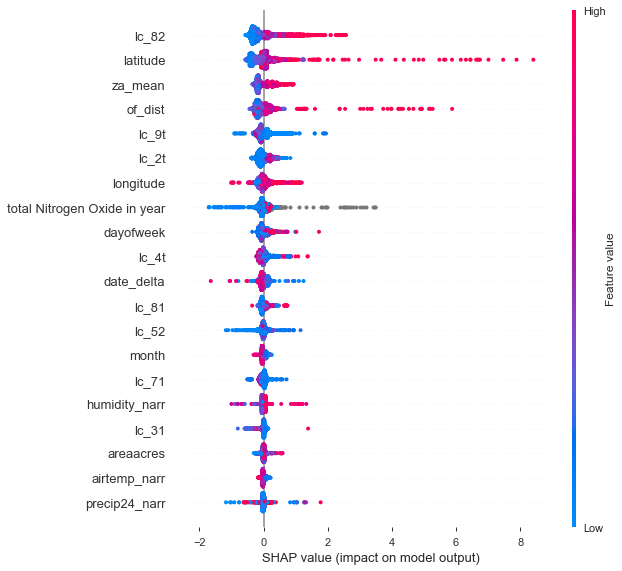 High
lc_82
latitude
za_mean
of_dist
lc_9t
lc_2t
longitude
total Nitrogen Oxide in year
dayofweek
lc_4t
date_delta
lc_81
lc_52
month
lc_71
humidity_narr
lc_31
areaacres
airtemp_narr
precip24_narr
Feature value
Low
−2 0 2 4 6 8
SHAP value (impact on model output)